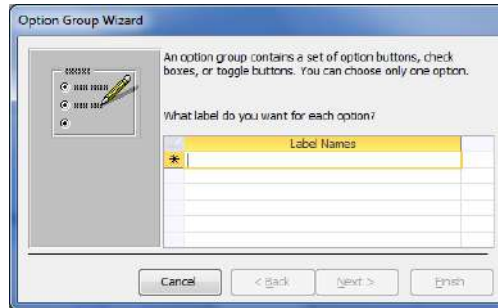 Option Group Wizard
An option group contains a set of option buttons, check
boxes, or toggle buttons. You can choose only one option.
What label do you want for each option?
Label Names
Cancel
< Back
Next >
Finish